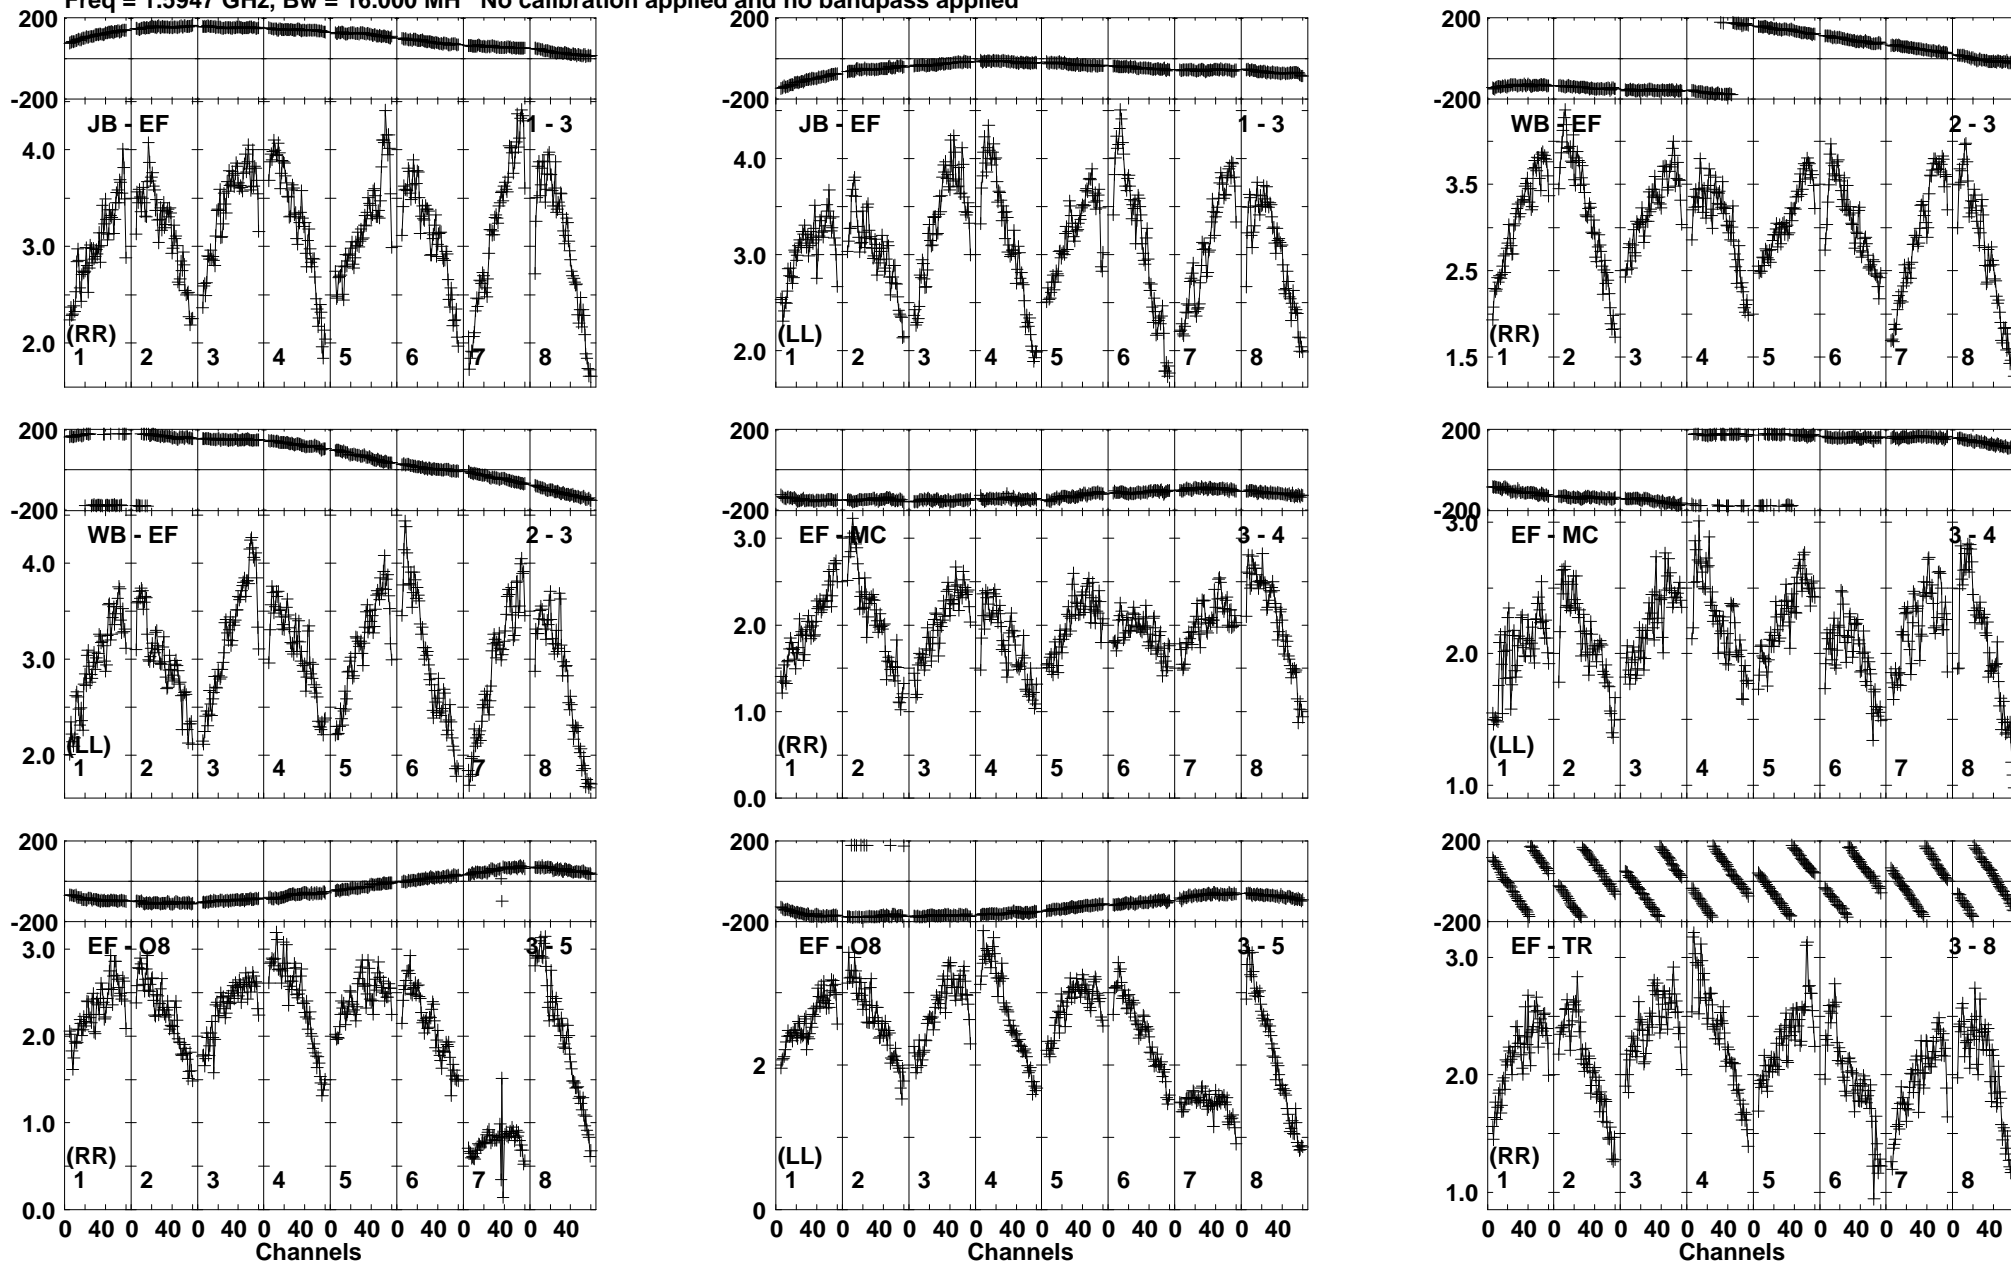 Freq = 1.5947 GHz, Bw = 16.000 MH No calibration applied and no bandpass applied
200
-200
JB - EF 1 - 3
4.0
3.0
2.0
(RR)
1 2 3 4 5 6 7 8
200
-200
JB - EF 1 - 3
4.0
3.0
2.0
(LL)
1 2 3 4 5 6 7 8
200
-200
WB - EF 2 - 3
3.5
2.5
1.5
(RR)
1 2 3 4 5 6 7 8
200
-200
WB - EF 2 - 3
4.0
3.0
2.0
(LL)
1 2 3 4 5 6 7 8
200
-200
EF - MC 3 - 4
3.0
2.0
1.0
0.0
(RR)
1 2 3 4 5 6 7 8
200
-200
EF - MC 3 - 4
3.0
2.0
1.0
(LL)
1 2 3 4 5 6 7 8
200
-200
EF - O8 3 - 5
3.0
2.0
1.0
0.0
(RR)
1 2 3 4 5 6 7 8
0 40 0 40 0 40 0 40 0 40 0 40 0 40 0 40
Channels
200
-200
EF - O8 3 - 5
2
0
(LL)
1 2 3 4 5 6 7 8
0 40 0 40 0 40 0 40 0 40 0 40 0 40 0 40
200
-200
EF - TR 3 - 8
3.0
2.0
1.0
(RR)
1 2 3 4 5 6 7 8
0 40 0 40 0 40 0 40 0 40 0 40 0 40 0 40
Channels